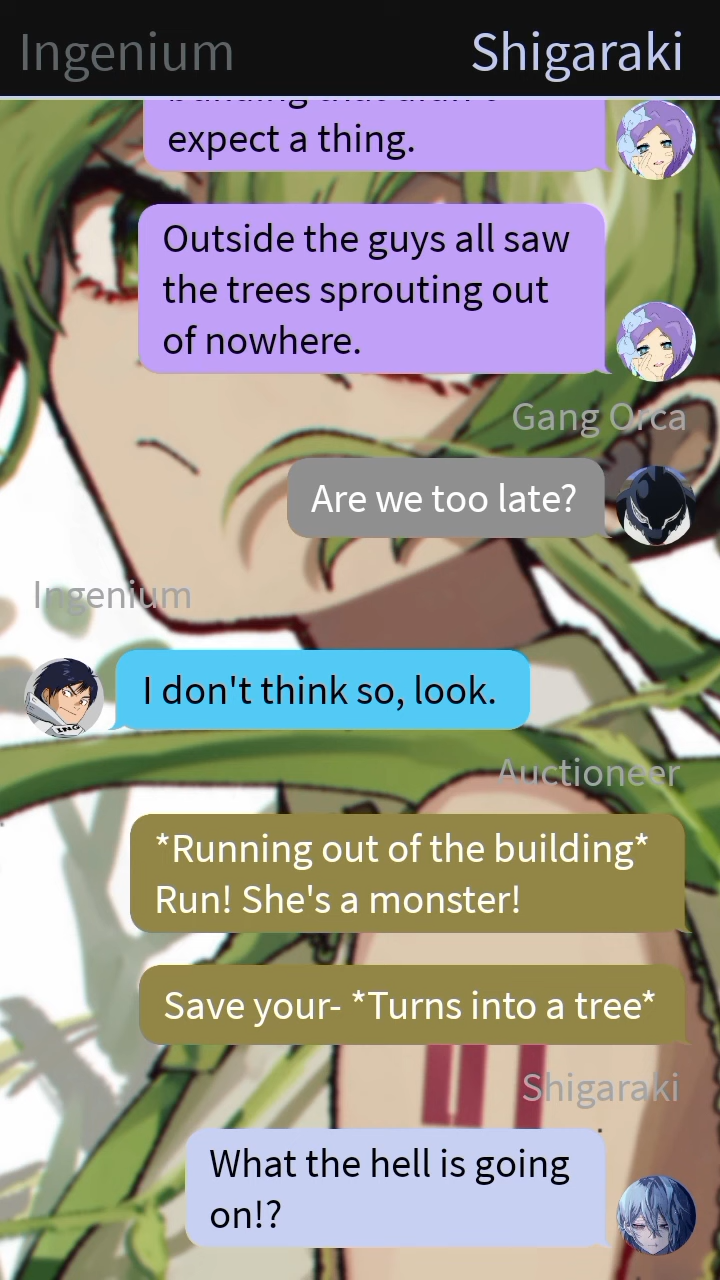 Ingenium
Shigaraki
expect a thing.
Outside the guys all saw
the trees sprouting out
of nowhere.
Gang Orca
Are we too late?
Ingenium
I don't think so, look.
Auctioneer
*Running out of the building*
Run! She's a monster!
Save your- *Turns into a tree*
Shigaraki
What the hell is going
on!?